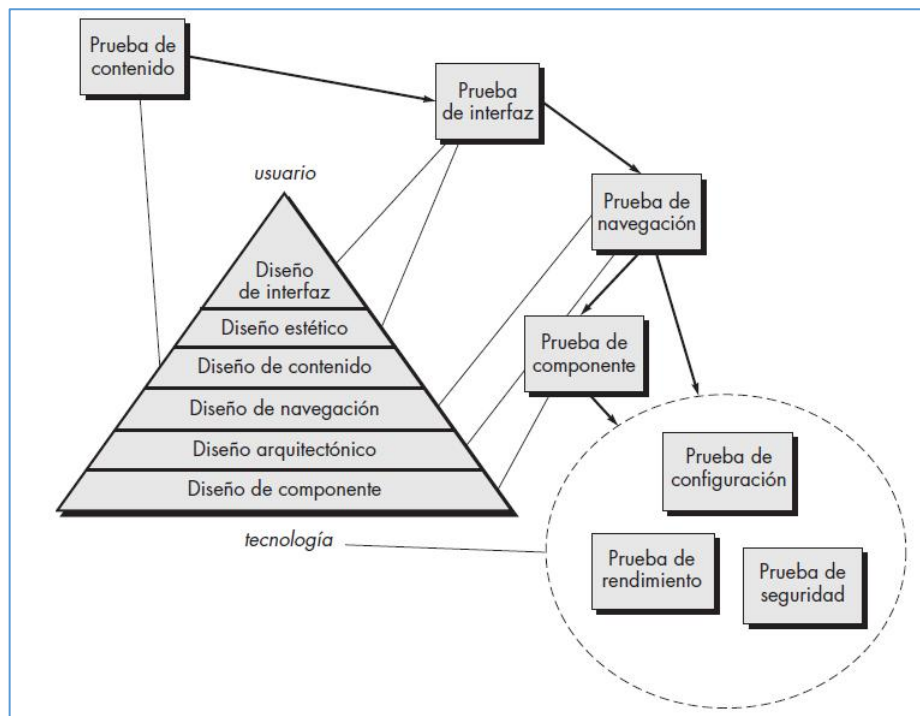 Prueba de
contenido
Prueba
de interfaz
usuario
Prueba de
navegación
Diseño
de interfaz
Diseño estético
Diseño de contenido
Diseño de navegación
Diseño arquitectónico
Diseño de componente
tecnología
Prueba de
componente
Prueba de
configuración
Prueba de
rendimiento
Prueba de
seguridad